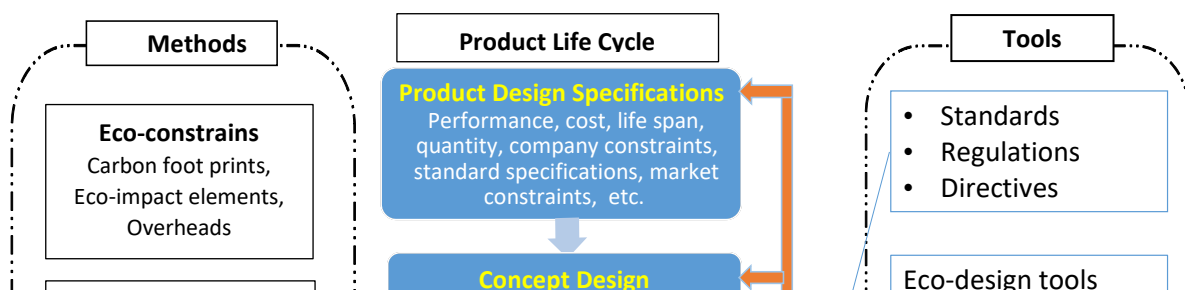 Methods
Eco-constrains
Carbon foot prints,
Eco-impact elements,
Overheads
Product Life Cycle
Product Design Specifications
Performance, cost, life span,
quantity, company constraints,
standard specifications, market
constraints, etc.
Concept Design
Tools
• Standards
• Regulations
• Directives
Eco-design tools